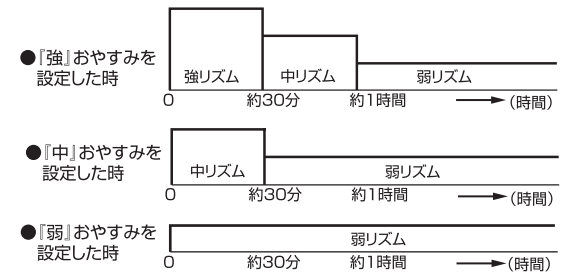 ●『強』おやすみを
設定した時
強リズム 中リズム 弱リズム
0 約30分 約1時間 (時間)
●『中』おやすみを
設定した時
中リズム 弱リズム
0 約30分 約1時間 (時間)
●『弱』おやすみを
設定した時
弱リズム
0 約30分 約1時間 (時間)